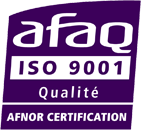 afaq
ISO 9001
Qualité
AFNOR CERTIFICATION